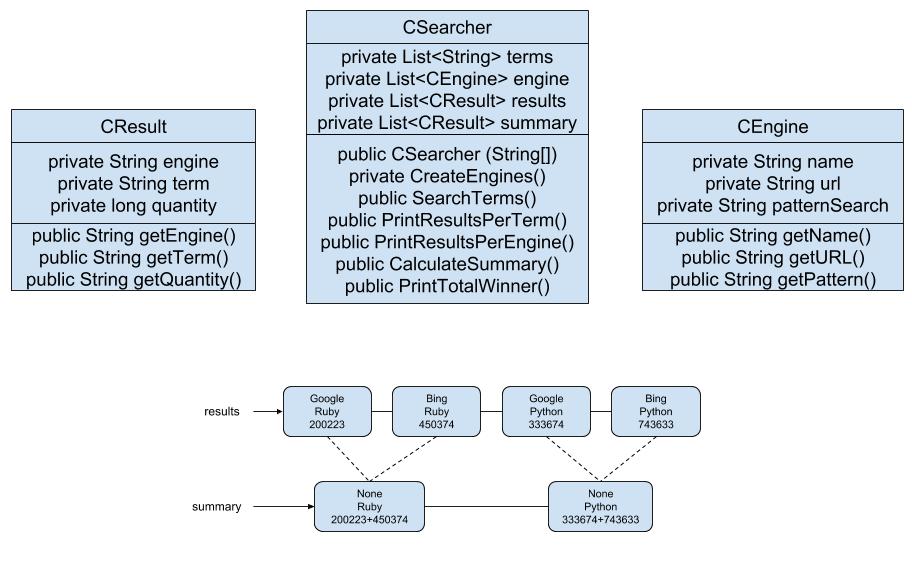 CSearcher
private List<String> terms
private List<CEngine> engine
private List<CResult> results
private List<CResult> summary
public CSearcher (String[])
private CreateEngines()
public SearchTerms()
public PrintResultsPerTerm()
public PrintResultsPerEngine()
public CalculateSummary()
public PrintTotalWinner()
CResult
private String engine
private String term
private long quantity
public String getEngine()
public String getTerm()
public String getQuantity()
CEngine
private String name
private String url
private String patternSearch
public String getName()
public String getURL()
public String getPattern()
results
Google
Ruby
200223
Bing
Ruby
450374
Google
Python
333674
Bing
Python
743633
summary
None
Ruby
200223+450374
None
Python
333674+743633